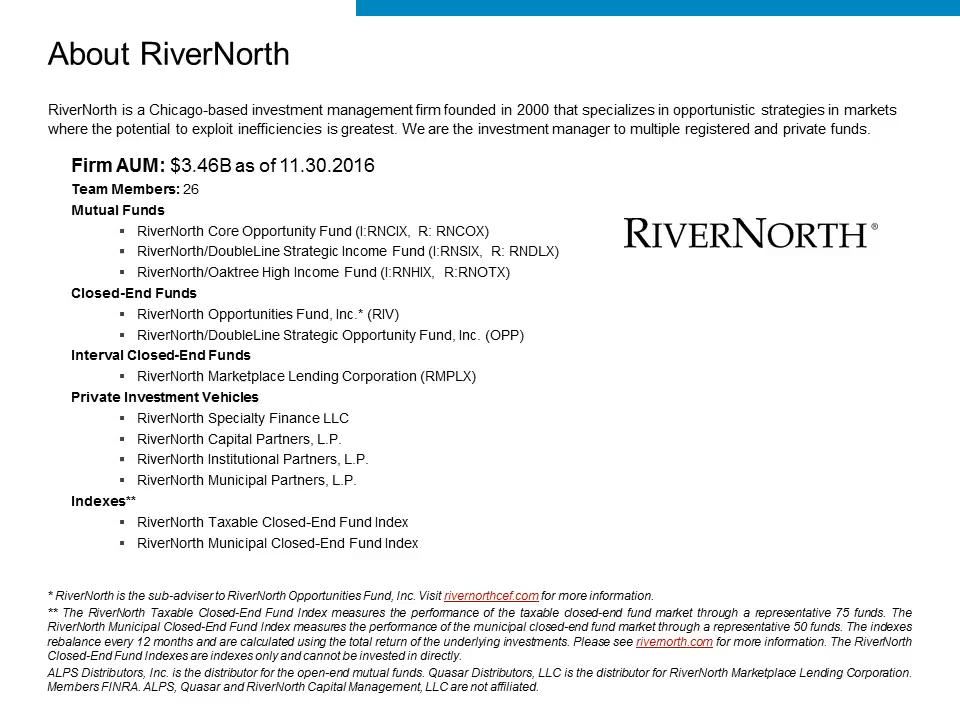 About RiverNorth
RiverNorth is a Chicago-based investment management firm founded in 2000 that specializes in opportunistic strategies in markets
where the potential to exploit inefficiencies is greatest. We are the investment manager to multiple registered and private funds.
Firm AUM: $3.46B as of 11.30.2016
Team Members: 26
Mutual Funds
▪ RiverNorth Core Opportunity Fund (I:RNCIX, R: RNCOX)
▪ RiverNorth/DoubleLine Strategic Income Fund (I:RNSIX, R: RNDLX)
▪ RiverNorth/Oaktree High Income Fund (I:RNHIX, R:RNOTX)
RIVERNORTH®
Closed-End Funds
▪ RiverNorth Opportunities Fund, Inc.* (RIV)
▪ RiverNorth/DoubleLine Strategic Opportunity Fund, Inc. (OPP)
Interval Closed-End Funds
▪ RiverNorth Marketplace Lending Corporation (RMPLX)
Private Investment Vehicles
▪ RiverNorth Specialty Finance LLC
▪ RiverNorth Capital Partners, L.P.
▪ RiverNorth Institutional Partners, L.P.
▪ RiverNorth Municipal Partners, L.P.
Indexes**
▪ RiverNorth Taxable Closed-End Fund Index
▪ RiverNorth Municipal Closed-End Fund Index
* RiverNorth is the sub-adviser to RiverNorth Opportunities Fund, Inc. Visit rivernorthcef.com for more information.
** The RiverNorth Taxable Closed-End Fund Index measures the performance of the taxable closed-end fund market through a representative 75 funds. The
RiverNorth Municipal Closed-End Fund Index measures the performance of the municipal closed-end fund market through a representative 50 funds. The indexes
rebalance every 12 months and are calculated using the total return of the underlying investments. Please see rivernorth.com for more information. The RiverNorth
Closed-End Fund Indexes are indexes only and cannot be invested in directly.
ALPS Distributors, Inc. is the distributor for the open-end mutual funds. Quasar Distributors, LLC is the distributor for RiverNorth Marketplace Lending Corporation.
Members FINRA. ALPS, Quasar and RiverNorth Capital Management, LLC are not affiliated.